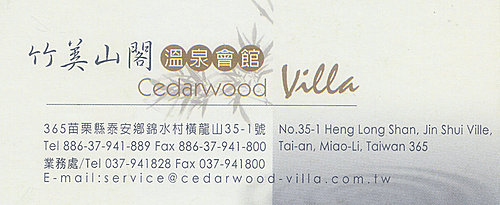 竹美山閣 溫泉會館
Cedarwood Villa
365苗栗縣泰安鄉錦水村橫龍山35-1號
Tel 886-37-941-889 Fax 886-37-941-800
業務處/Tel 037-941828 Fax 037-941800
E-mail:service@cedarwood-villa.com.tw
No.35-1 Heng Long Shan, Jin Shui Ville,
Tai-an, Miao-Li, Taiwan 365